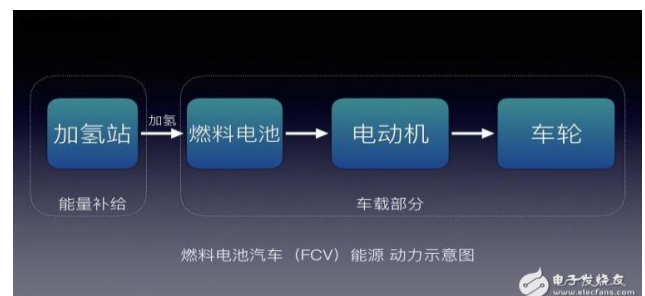 加氢站
加氢
燃料电池
电动机
车轮
能量补给
车载部分
燃料电池汽车（FCV）能源 动力示意图
电子发烧友
www.elecfans.com